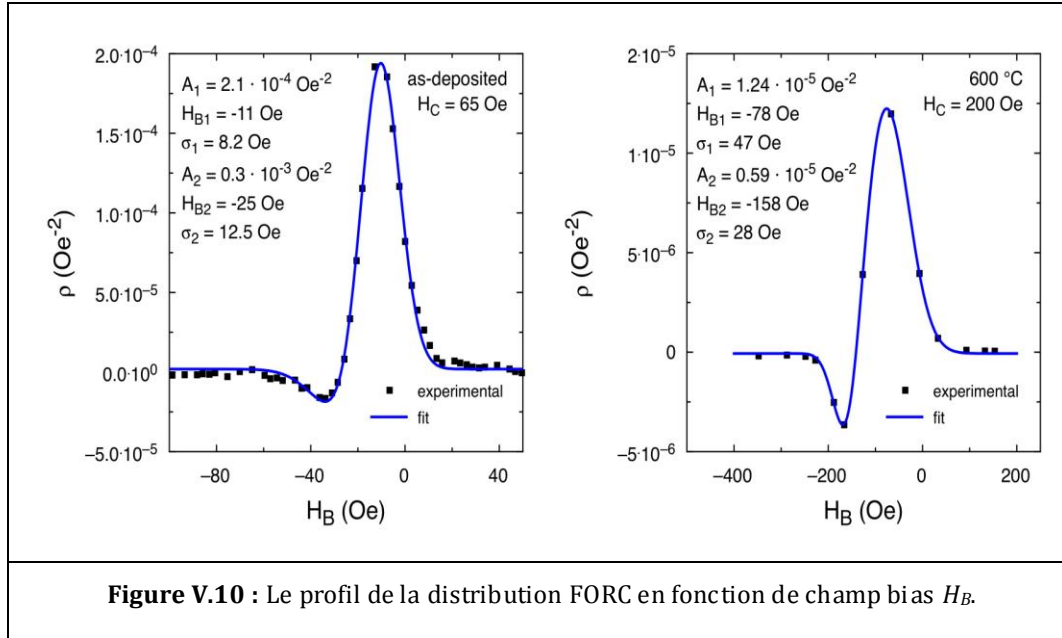 2.0·10⁻⁴
1.5·10⁻⁴
1.0·10⁻⁴
5.0·10⁻⁵
0.0·10⁰
−5.0·10⁻⁵
ρ (Oe⁻²)
A₁ = 2.1 · 10⁻⁴ Oe⁻²
H_B1 = -11 Oe
σ₁ = 8.2 Oe
A₂ = 0.3 · 10⁻³ Oe⁻²
H_B2 = -25 Oe
σ₂ = 12.5 Oe
as-deposited
H_C = 65 Oe
experimental
fit
−80 −40 0 40
H_B (Oe)
2·10⁻⁵
1·10⁻⁵
5·10⁻⁶
0
−5·10⁻⁶
ρ (Oe⁻²)
A₁ = 1.24 · 10⁻⁵ Oe⁻²
H_B1 = -78 Oe
σ₁ = 47 Oe
A₂ = 0.59 · 10⁻⁵ Oe⁻²
H_B2 = -158 Oe
σ₂ = 28 Oe
600 °C
H_C = 200 Oe
experimental
fit
−400 −200 0 200
H_B (Oe)
Figure V.10 : Le profil de la distribution FORC en fonction de champ bias H_B.